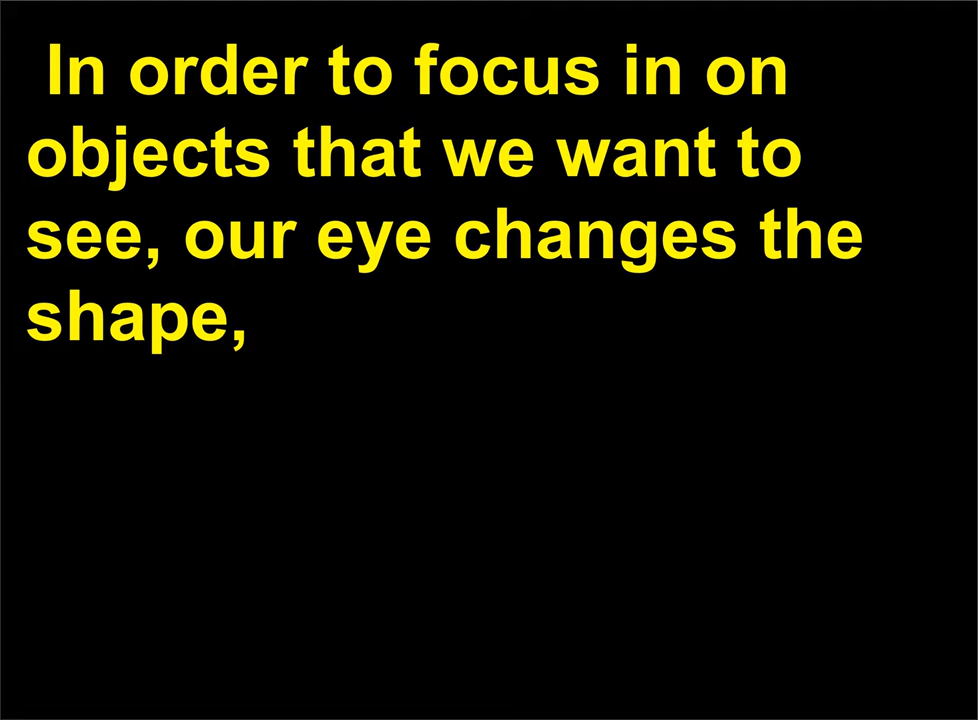 In order to focus in on
objects that we want to
see, our eye changes the
shape,